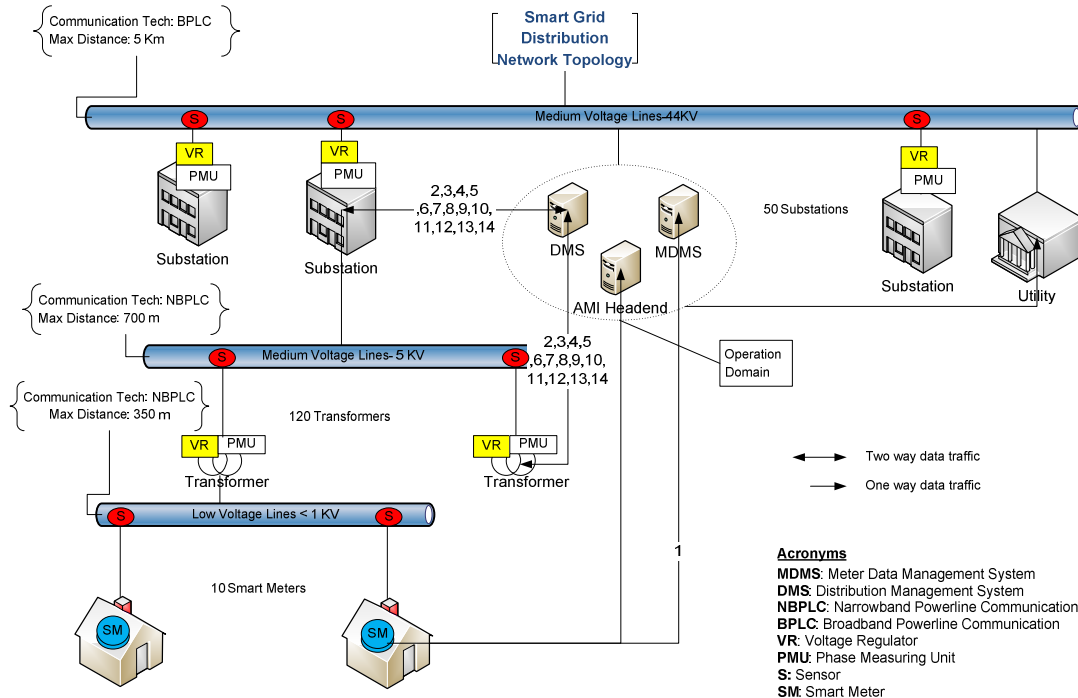 Communication Tech: BPLC
Max Distance: 5 Km
Smart Grid
Distribution
Network Topology
Medium Voltage Lines-44KV
S
S
S
VR
PMU
VR
PMU
VR
PMU
2,3,4,5
,6,7,8,9,10,
11,12,13,14
DMS
MDMS
AMI Headend
50 Substations
Substation
Substation
Substation
Utility
Communication Tech: NBPLC
Max Distance: 700 m
Medium Voltage Lines- 5 KV
S
S
2,3,4,5
,6,7,8,9,10,
11,12,13,14
Operation
Domain
Communication Tech: NBPLC
Max Distance: 350 m
120 Transformers
VR
PMU
Transformer
VR
PMU
Transformer
Two way data traffic
One way data traffic
Low Voltage Lines < 1 KV
S
S
1
10 Smart Meters
SM
SM
Acronyms
MDMS: Meter Data Management System
DMS: Distribution Management System
NBPLC: Narrowband Powerline Communication
BPLC: Broadband Powerline Communication
VR: Voltage Regulator
PMU: Phase Measuring Unit
S: Sensor
SM: Smart Meter